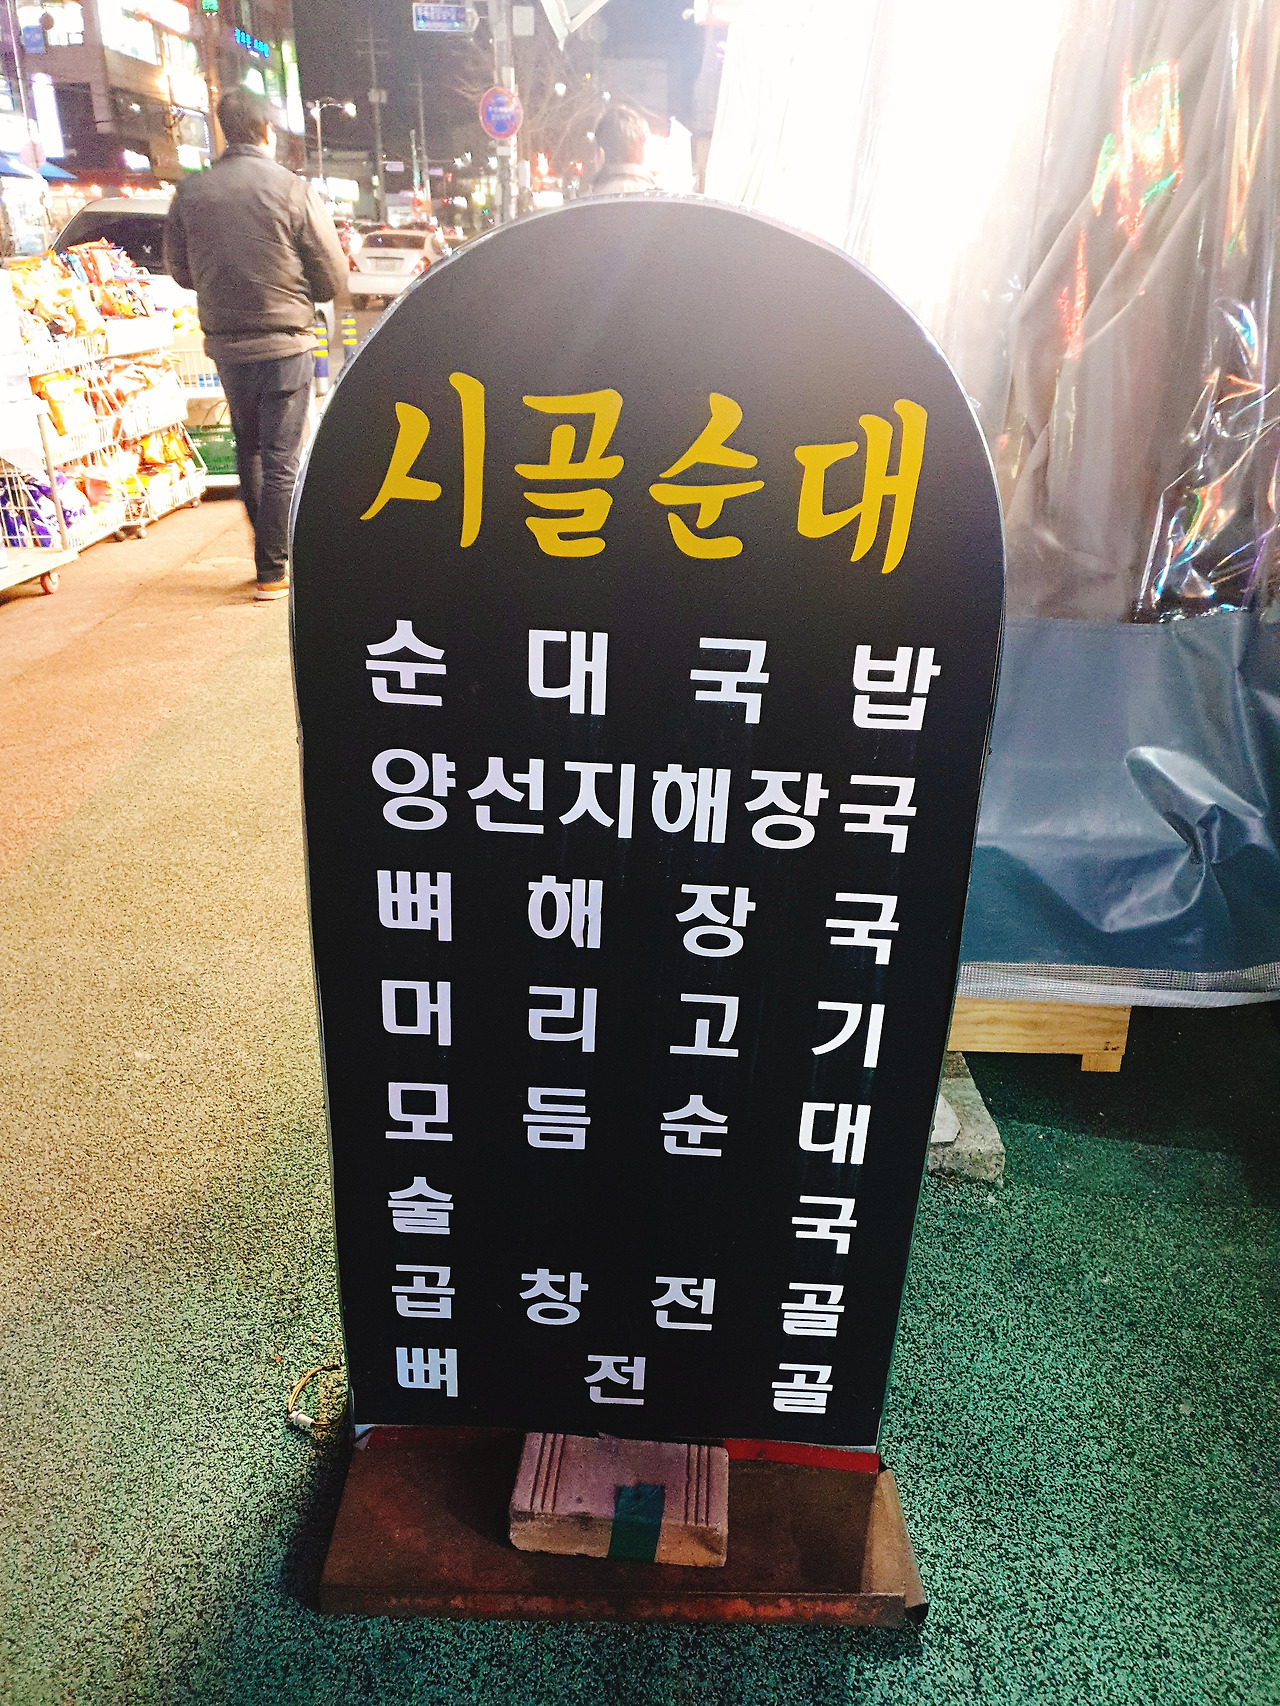 시골순대
순대국밥
양선지해장국
뼈해장국
머리고기
모듬순대
술국
곱창전골
뼈전골